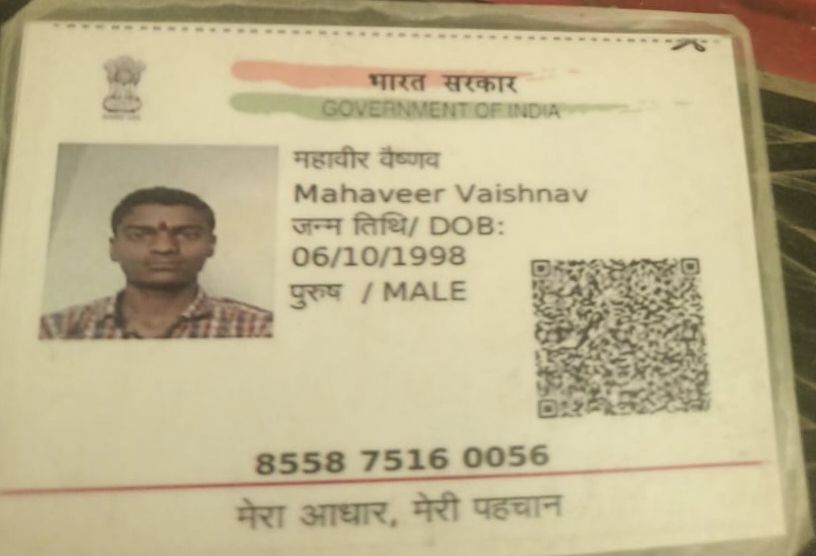 भारत सरकार
GOVERNMENT OF INDIA
महावीर वैष्णव
Mahaveer Vaishnav
जन्म तिथि/ DOB:
06/10/1998
पुरुष / MALE
8558 7516 0056
मेरा आधार, मेरी पहचान